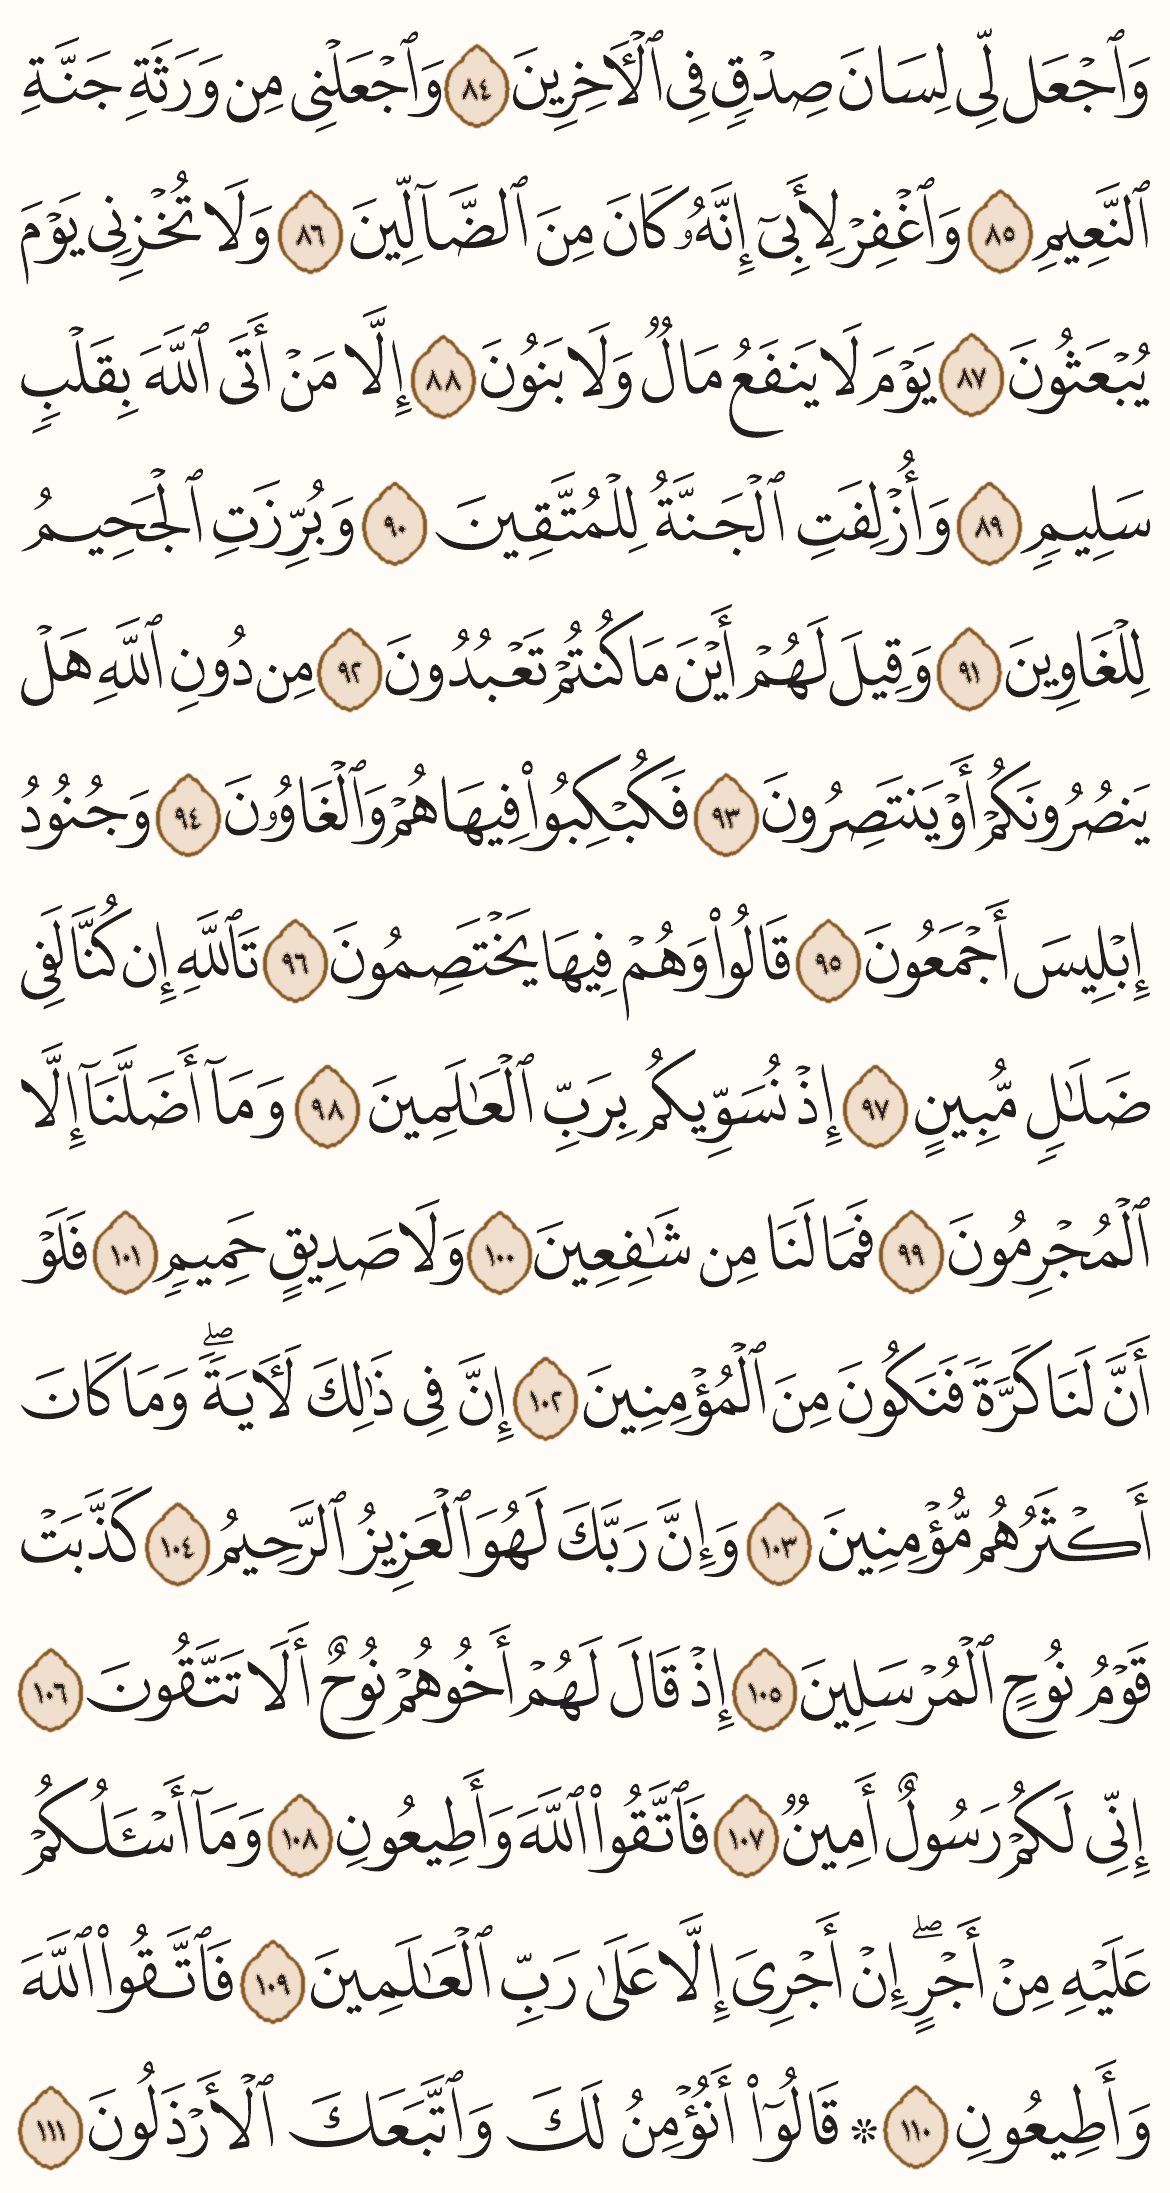 وَٱجۡعَل لِّي لِسَانَ صِدۡقٖ فِي ٱلۡأٓخِرِينَ ٨٤ وَٱجۡعَلۡنِي مِن وَرَثَةِ جَنَّةِ
ٱلنَّعِيمِ ٨٥ وَٱغۡفِرۡ لِأَبِيٓ إِنَّهُۥ كَانَ مِنَ ٱلضَّآلِّينَ ٨٦ وَلَا تُخۡزِنِي يَوۡمَ
يُبۡعَثُونَ ٨٧ يَوۡمَ لَا يَنفَعُ مَالٞ وَلَا بَنُونَ ٨٨ إِلَّا مَنۡ أَتَى ٱللَّهَ بِقَلۡبٖ
سَلِيمٖ ٨٩ وَأُزۡلِفَتِ ٱلۡجَنَّةُ لِلۡمُتَّقِينَ ٩٠ وَبُرِّزَتِ ٱلۡجَحِيمُ
لِلۡغَاوِينَ ٩١ وَقِيلَ لَهُمۡ أَيۡنَ مَا كُنتُمۡ تَعۡبُدُونَ ٩٢ مِن دُونِ ٱللَّهِ هَلۡ
يَنصُرُونَكُمۡ أَوۡ يَنتَصِرُونَ ٩٣ فَكُبۡكِبُواْ فِيهَا هُمۡ وَٱلۡغَاوُۥنَ ٩٤ وَجُنُودُ
إِبۡلِيسَ أَجۡمَعُونَ ٩٥ قَالُواْ وَهُمۡ فِيهَا يَخۡتَصِمُونَ ٩٦ تَٱللَّهِ إِن كُنَّا لَفِي
ضَلَٰلٖ مُّبِينٍ ٩٧ إِذۡ نُسَوِّيكُم بِرَبِّ ٱلۡعَٰلَمِينَ ٩٨ وَمَآ أَضَلَّنَآ إِلَّا
ٱلۡمُجۡرِمُونَ ٩٩ فَمَا لَنَا مِن شَٰفِعِينَ ١٠٠ وَلَا صَدِيقٍ حَمِيمٖ ١٠١ فَلَوۡ
أَنَّ لَنَا كَرَّةٗ فَنَكُونَ مِنَ ٱلۡمُؤۡمِنِينَ ١٠٢ إِنَّ فِي ذَٰلِكَ لَأٓيَةٗۖ وَمَا كَانَ
أَكۡثَرُهُم مُّؤۡمِنِينَ ١٠٣ وَإِنَّ رَبَّكَ لَهُوَ ٱلۡعَزِيزُ ٱلرَّحِيمُ ١٠٤ كَذَّبَتۡ
قَوۡمُ نُوحٍ ٱلۡمُرۡسَلِينَ ١٠٥ إِذۡ قَالَ لَهُمۡ أَخُوهُمۡ نُوحٌ أَلَا تَتَّقُونَ ١٠٦
إِنِّي لَكُمۡ رَسُولٌ أَمِينٞ ١٠٧ فَٱتَّقُواْ ٱللَّهَ وَأَطِيعُونِ ١٠٨ وَمَآ أَسۡـَٔلُكُمۡ
عَلَيۡهِ مِنۡ أَجۡرٍۖ إِنۡ أَجۡرِيَ إِلَّا عَلَىٰ رَبِّ ٱلۡعَٰلَمِينَ ١٠٩ فَٱتَّقُواْ ٱللَّهَ
وَأَطِيعُونِ ١١٠ ۞ قَالُوٓاْ أَنُؤۡمِنُ لَكَ وَٱتَّبَعَكَ ٱلۡأَرۡذَلُونَ ١١١